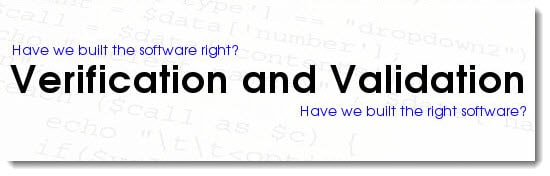 Have we built the software right?
Verification and Validation
Have we built the right software?